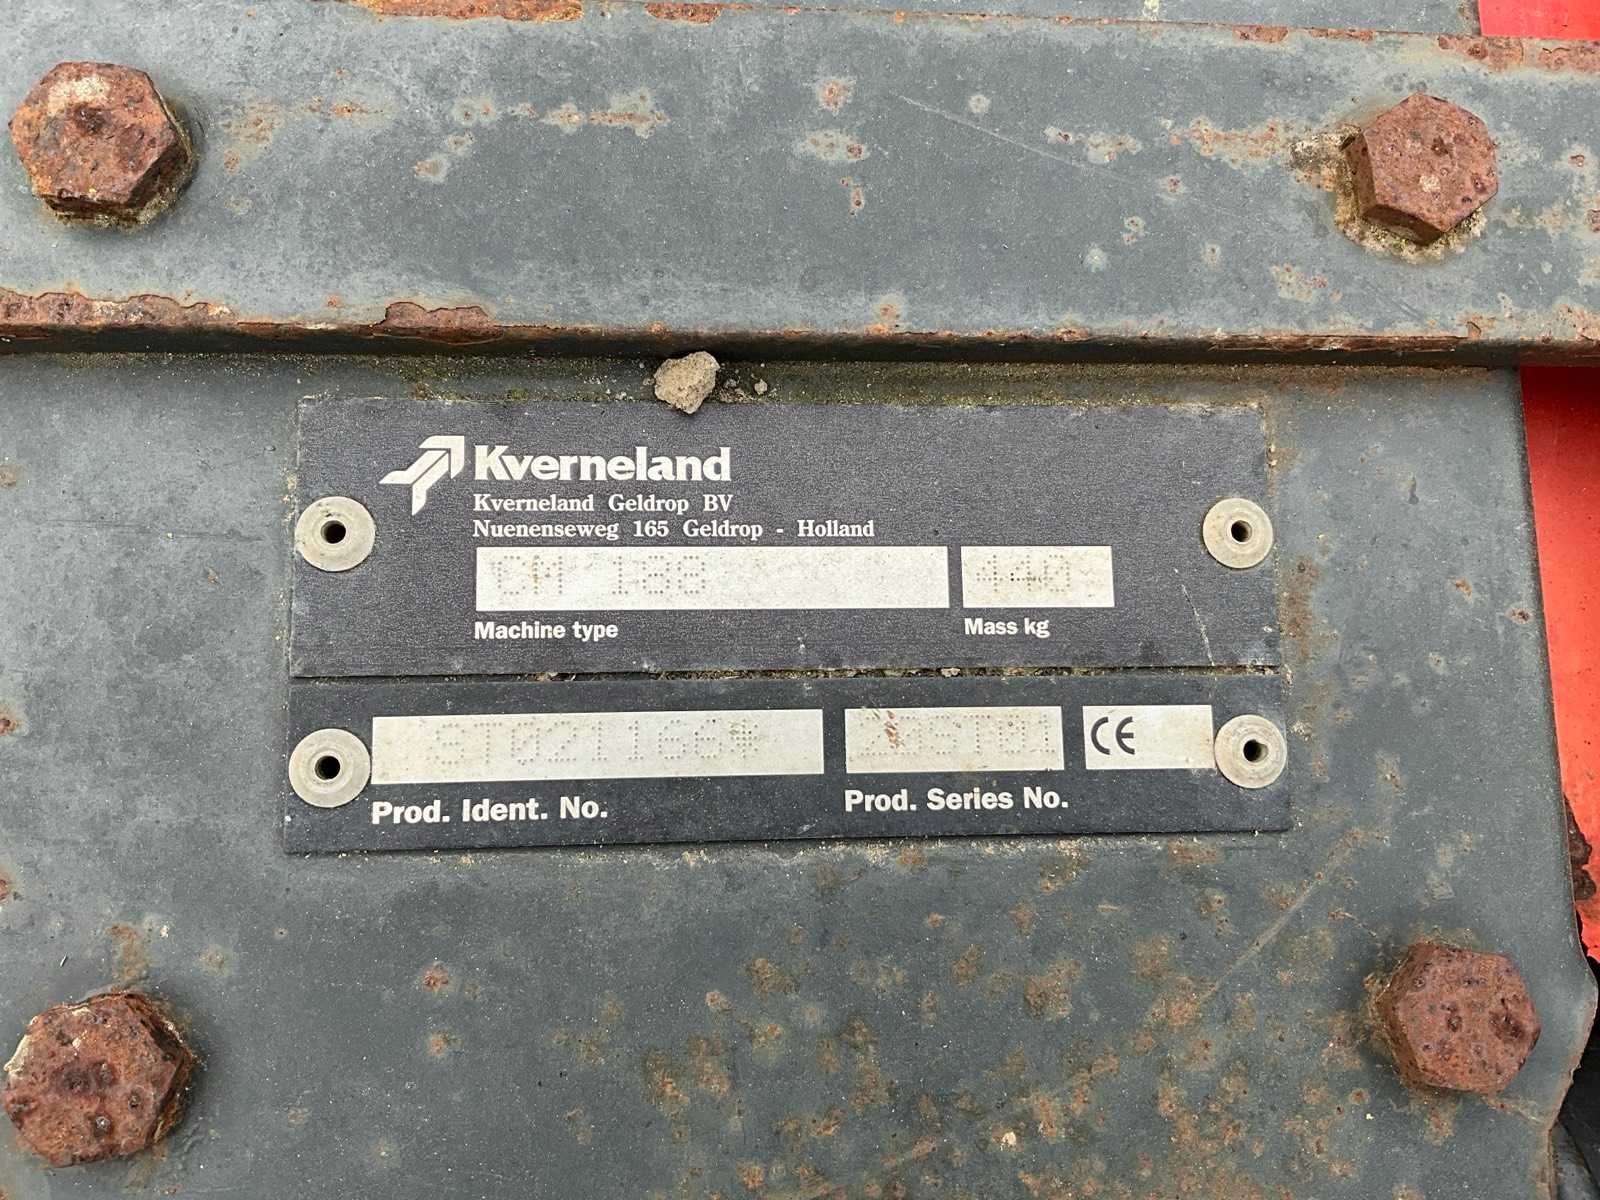 Kverneland
Kverneland Geldrop BV
Nuenenseweg 165 Geldrop - Holland
CM 188 440
Machine type Mass kg
ST0Z1166* CE
Prod. Ident. No. Prod. Series No.